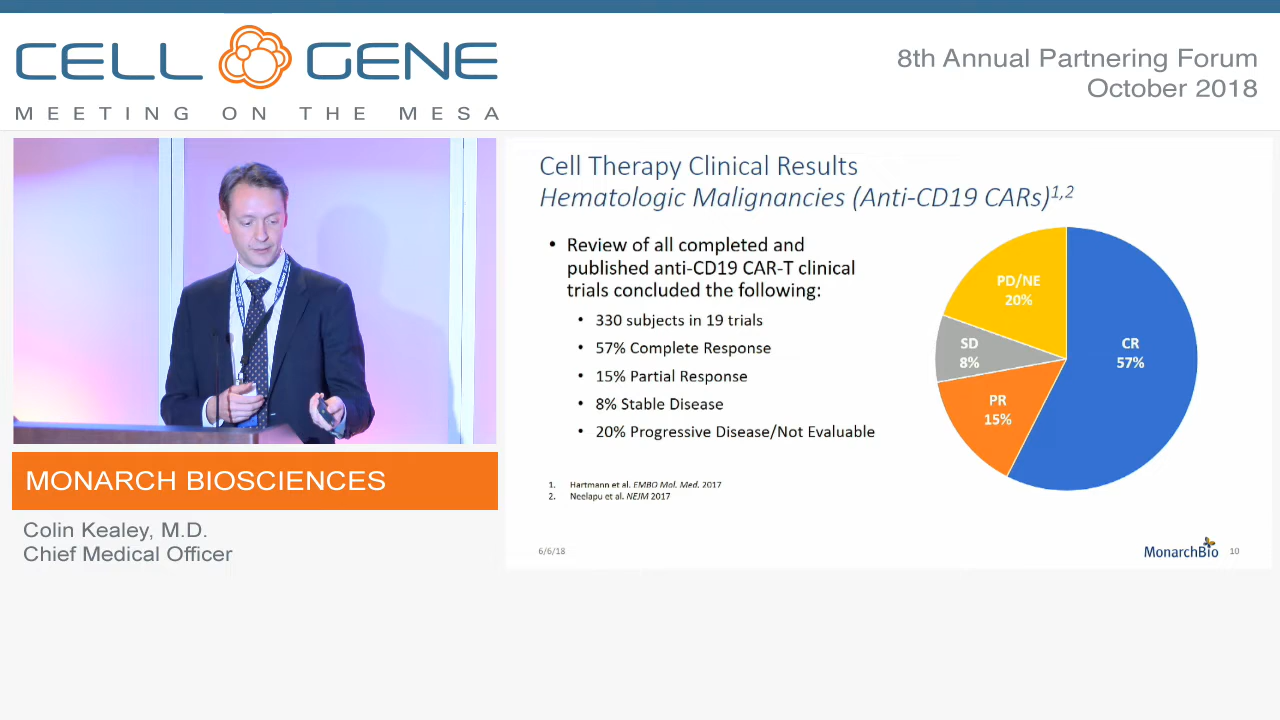 CELL GENE
MEETING ON THE MESA
8th Annual Partnering Forum
October 2018
MONARCH BIOSCIENCES
Colin Kealey, M.D.
Chief Medical Officer
Cell Therapy Clinical Results
Hematologic Malignancies (Anti-CD19 CARs)1,2
• Review of all completed and
published anti-CD19 CAR-T clinical
trials concluded the following:
• 330 subjects in 19 trials
• 57% Complete Response
• 15% Partial Response
• 8% Stable Disease
• 20% Progressive Disease/Not Evaluable
PD/NE
20%
SD
8%
PR
15%
CR
57%
1. Hartmann et al. EMBO Mol. Med. 2017
2. Neelapu et al. NEJM 2017
6/6/18
MonarchBio
10